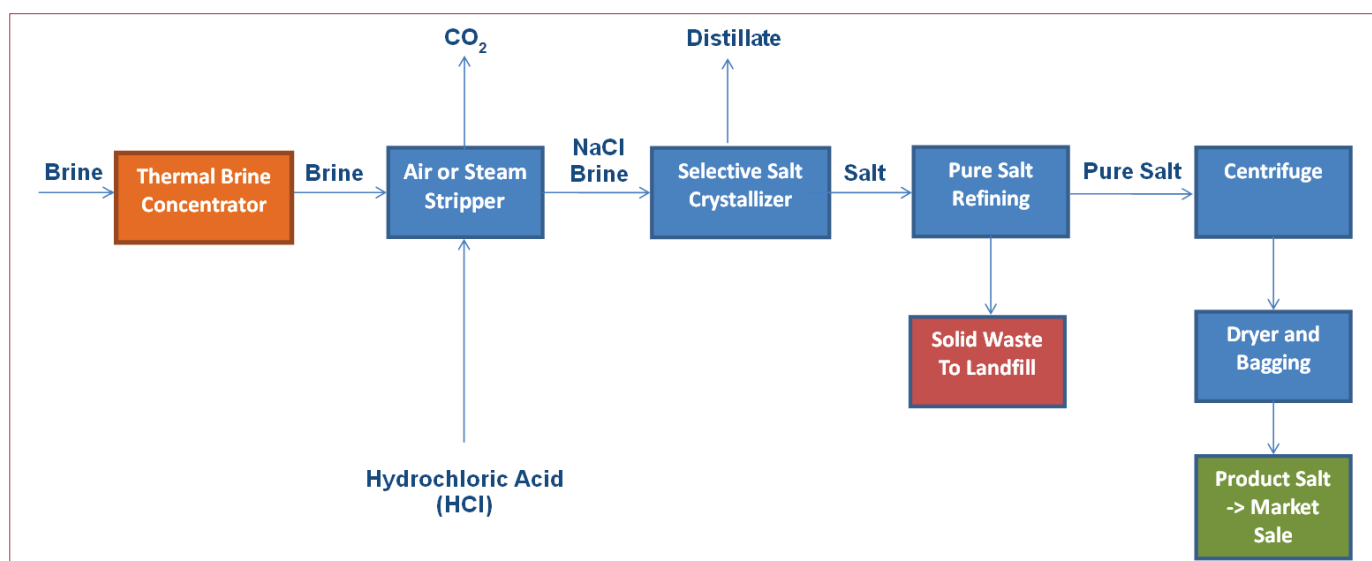 CO₂
Distillate
Brine
Thermal Brine
Concentrator
Brine
Air or Steam
Stripper
NaCl
Brine
Selective Salt
Crystallizer
Salt
Pure Salt
Refining
Pure Salt
Centrifuge
Solid Waste
To Landfill
Dryer and
Bagging
Hydrochloric Acid
(HCl)
Product Salt
-> Market
Sale